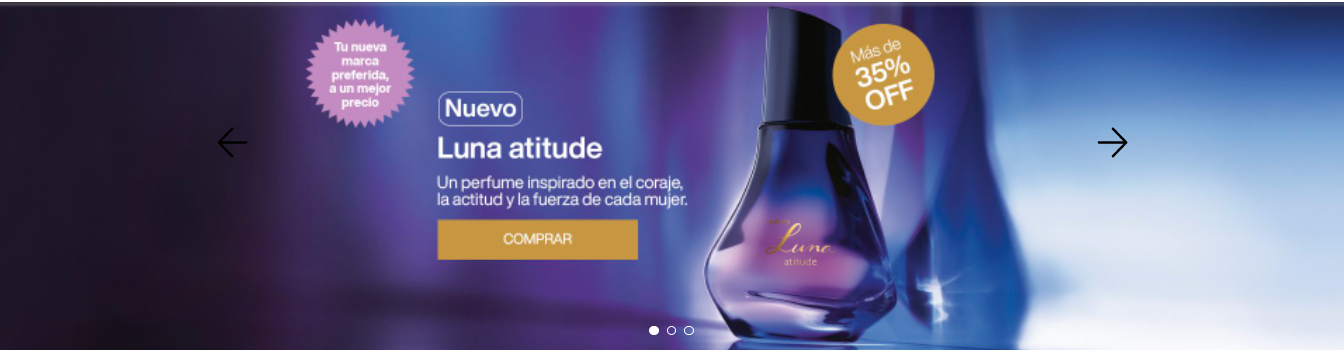 Tu nueva
marca
preferida,
a un mejor
precio
Nuevo
Luna atitude
Un perfume inspirado en el coraje,
la actitud y la fuerza de cada mujer.
COMPRAR
Más de
35%
OFF
Luna
atitude